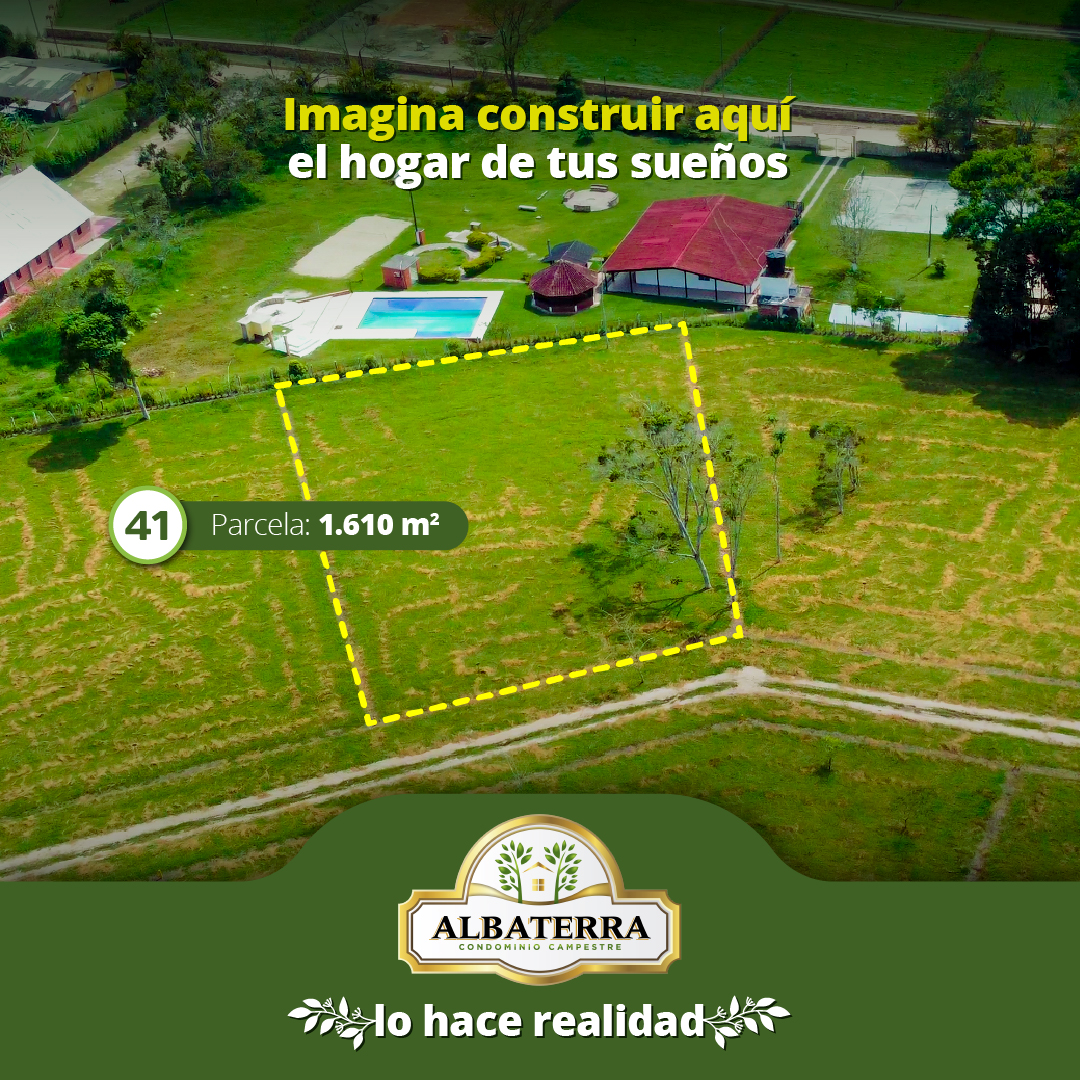 Imagina construir aquí
el hogar de tus sueños
41
Parcela: 1.610 m²
ALBATERRA
CONDOMINIO CAMPESTRE
lo hace realidad